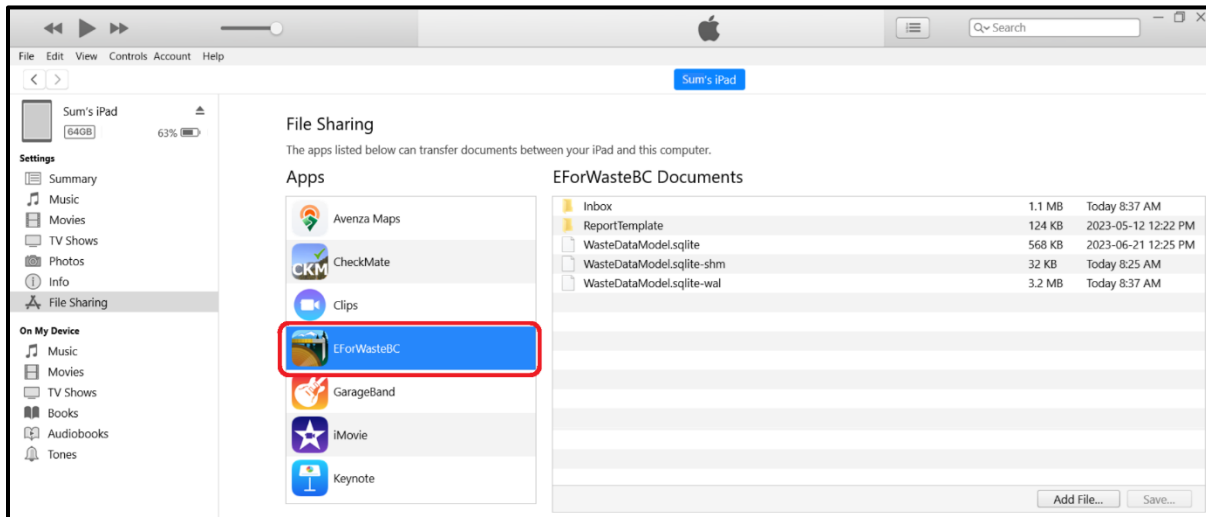 Search
File Edit View Controls Account Help
Sum's iPad
Sum's iPad
64GB 63%
Settings
Summary
Music
Movies
TV Shows
Photos
Info
File Sharing
On My Device
Music
Movies
TV Shows
Books
Audiobooks
Tones
File Sharing
The apps listed below can transfer documents between your iPad and this computer.
Apps
Avenza Maps
CKM CheckMate
Clips
EForWasteBC
GarageBand
iMovie
Keynote
EForWasteBC Documents
Inbox 1.1 MB Today 8:37 AM
ReportTemplate 124 KB 2023-05-12 12:22 PM
WasteDataModel.sqlite 568 KB 2023-06-21 12:25 PM
WasteDataModel.sqlite-shm 32 KB Today 8:25 AM
WasteDataModel.sqlite-wal 3.2 MB Today 8:37 AM
Add File... Save...